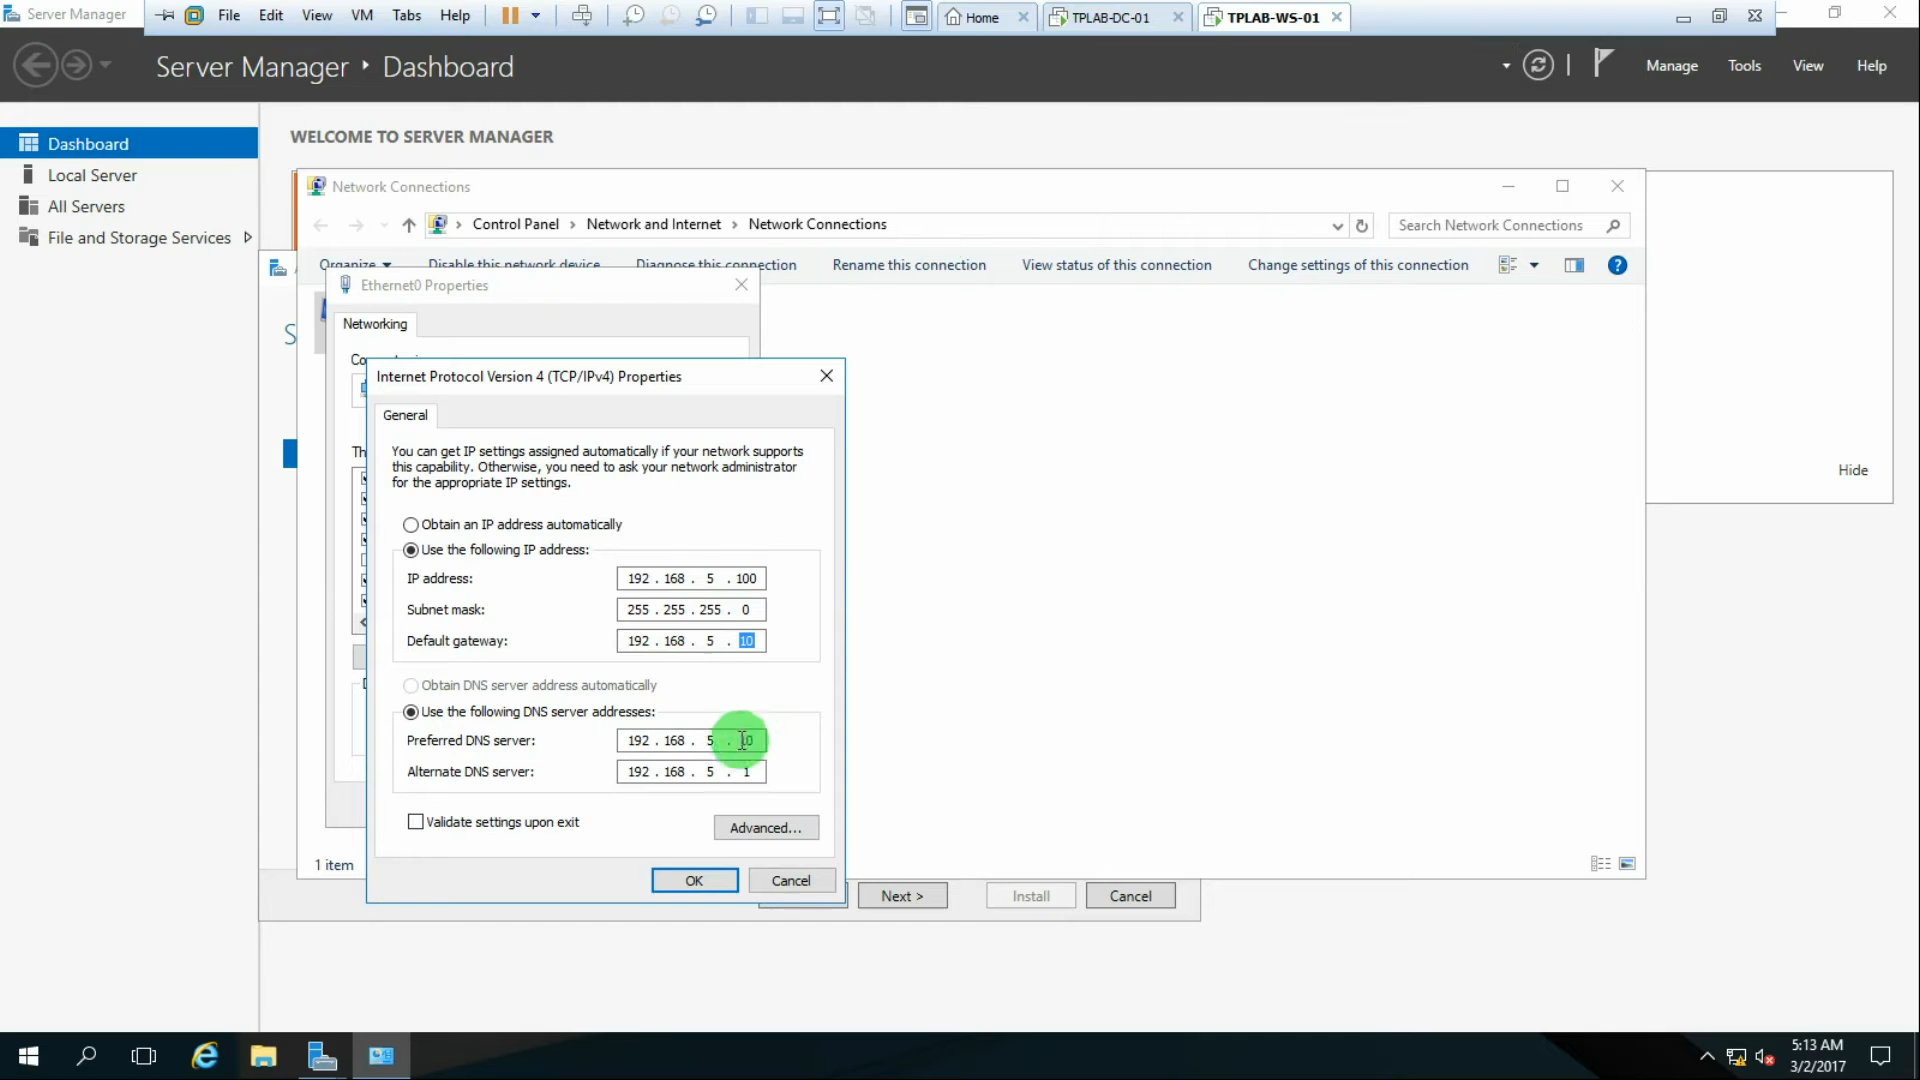 Server Manager
File Edit View VM Tabs Help
Home
TPLAB-DC-01
TPLAB-WS-01
Server Manager Dashboard
Manage Tools View Help
Dashboard
Local Server
All Servers
File and Storage Services
WELCOME TO SERVER MANAGER
Network Connections
Control Panel > Network and Internet > Network Connections
Search Network Connections
Organize Disable this network device Diagnose this connection Rename this connection View status of this connection Change settings of this connection
Ethernet0 Properties
Networking
Internet Protocol Version 4 (TCP/IPv4) Properties
General
You can get IP settings assigned automatically if your network supports
this capability. Otherwise, you need to ask your network administrator
for the appropriate IP settings.
Obtain an IP address automatically
Use the following IP address:
IP address: 192 . 168 . 5 . 100
Subnet mask: 255 . 255 . 255 . 0
Default gateway: 192 . 168 . 5 . 10
Obtain DNS server address automatically
Use the following DNS server addresses:
Preferred DNS server: 192 . 168 . 5 . 10
Alternate DNS server: 192 . 168 . 5 . 1
Validate settings upon exit
Advanced...
OK Cancel
1 item
Hide
Next > Install Cancel
5:13 AM
3/2/2017